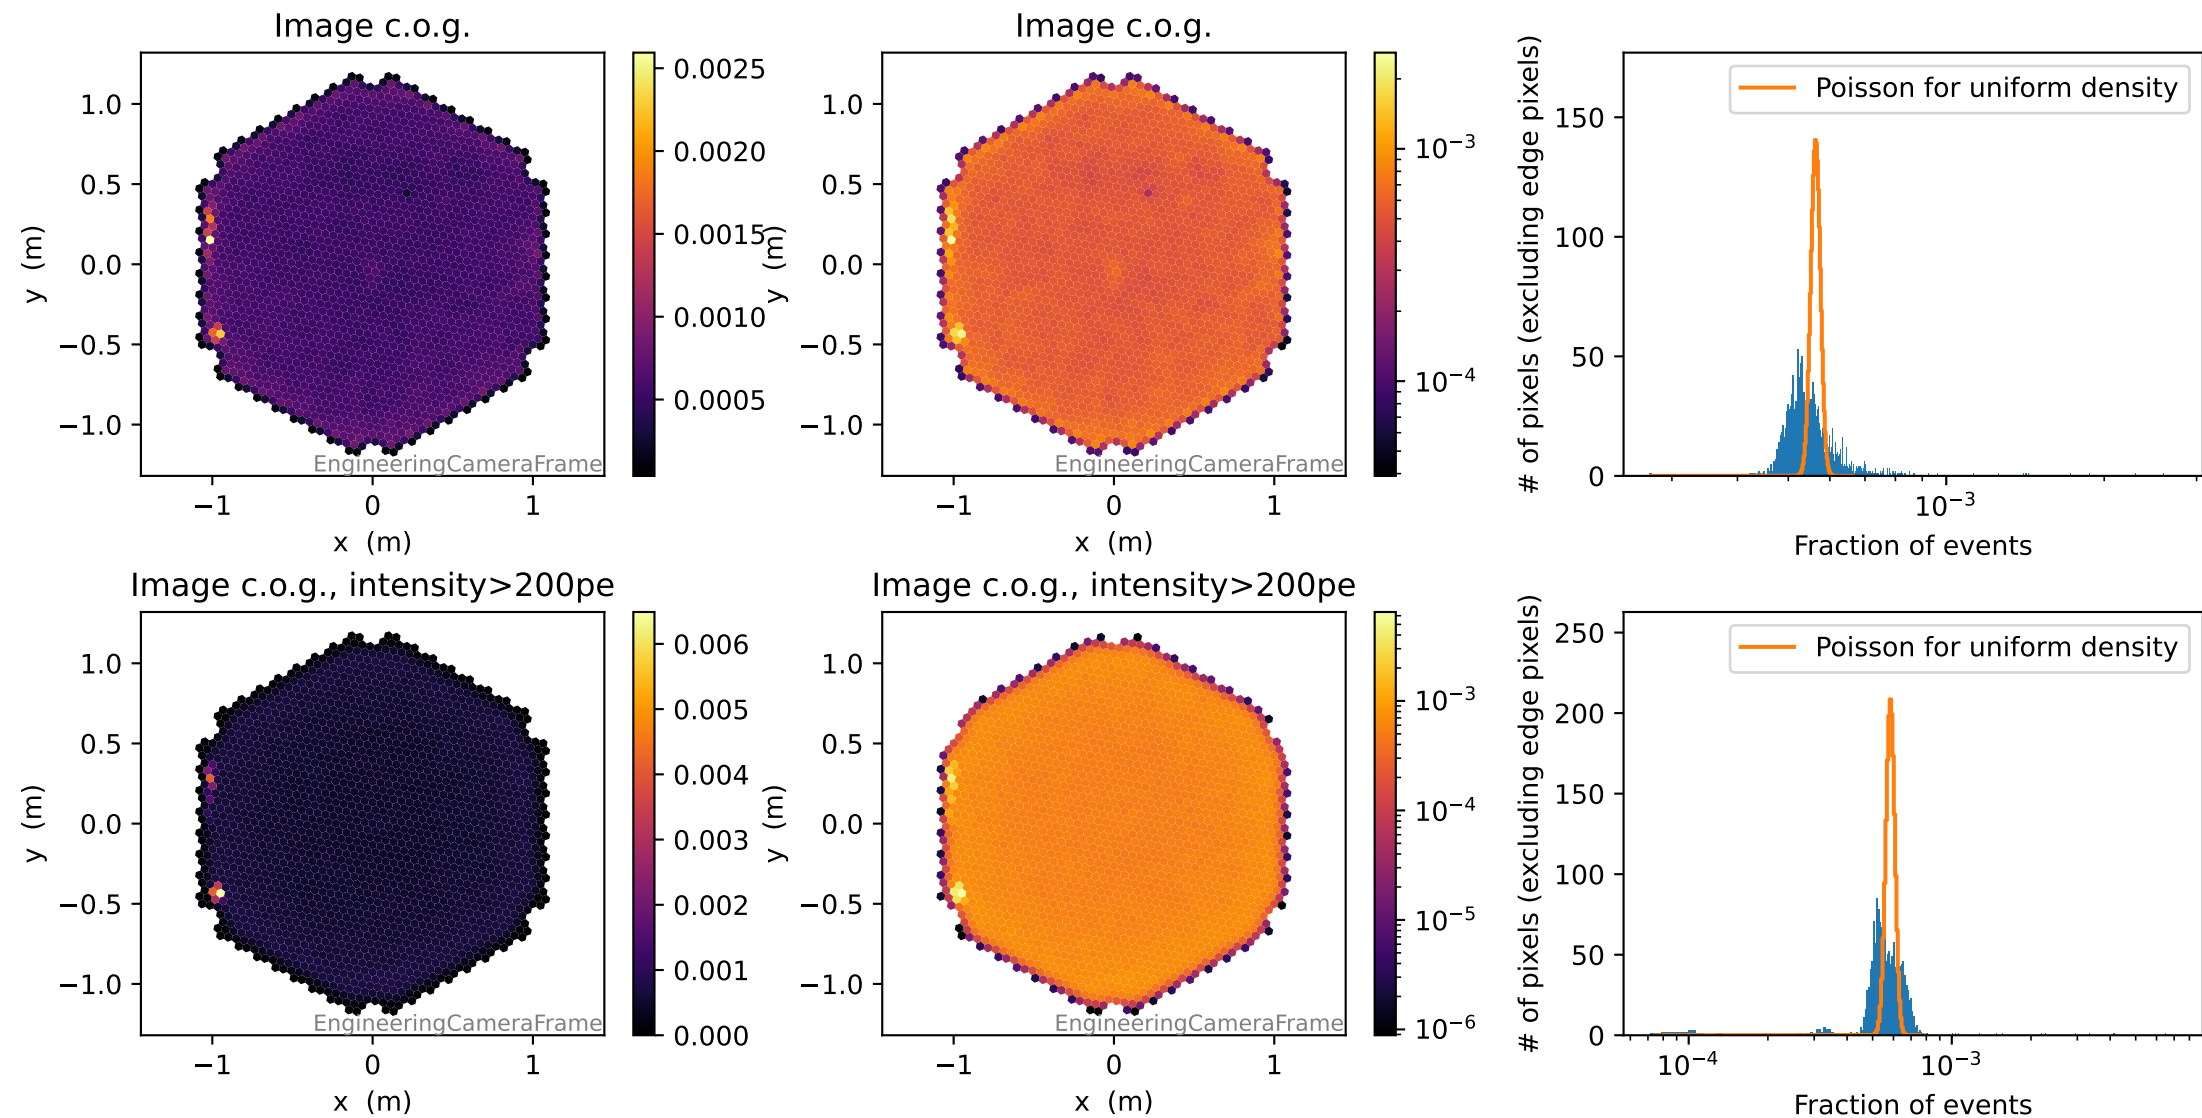 Image c.o.g.
1.0
0.5
0.0
−0.5
−1.0
y (m)
−1
0
1
x (m)
EngineeringCameraFrame
0.0025
0.0020
0.0015
0.0010
0.0005
Image c.o.g.
1.0
0.5
0.0
−0.5
−1.0
y (m)
−1
0
1
x (m)
EngineeringCameraFrame
10⁻³
10⁻⁴
Poisson for uniform density
150
100
50
0
# of pixels (excluding edge pixels)
10⁻³
Fraction of events
Image c.o.g., intensity>200pe
1.0
0.5
0.0
−0.5
−1.0
y (m)
−1
0
1
x (m)
EngineeringCameraFrame
0.006
0.005
0.004
0.003
0.002
0.001
0.000
Image c.o.g., intensity>200pe
1.0
0.5
0.0
−0.5
−1.0
y (m)
−1
0
1
x (m)
EngineeringCameraFrame
10⁻³
10⁻⁴
10⁻⁵
10⁻⁶
Poisson for uniform density
250
200
150
100
50
0
# of pixels (excluding edge pixels)
10⁻⁴
10⁻³
Fraction of events